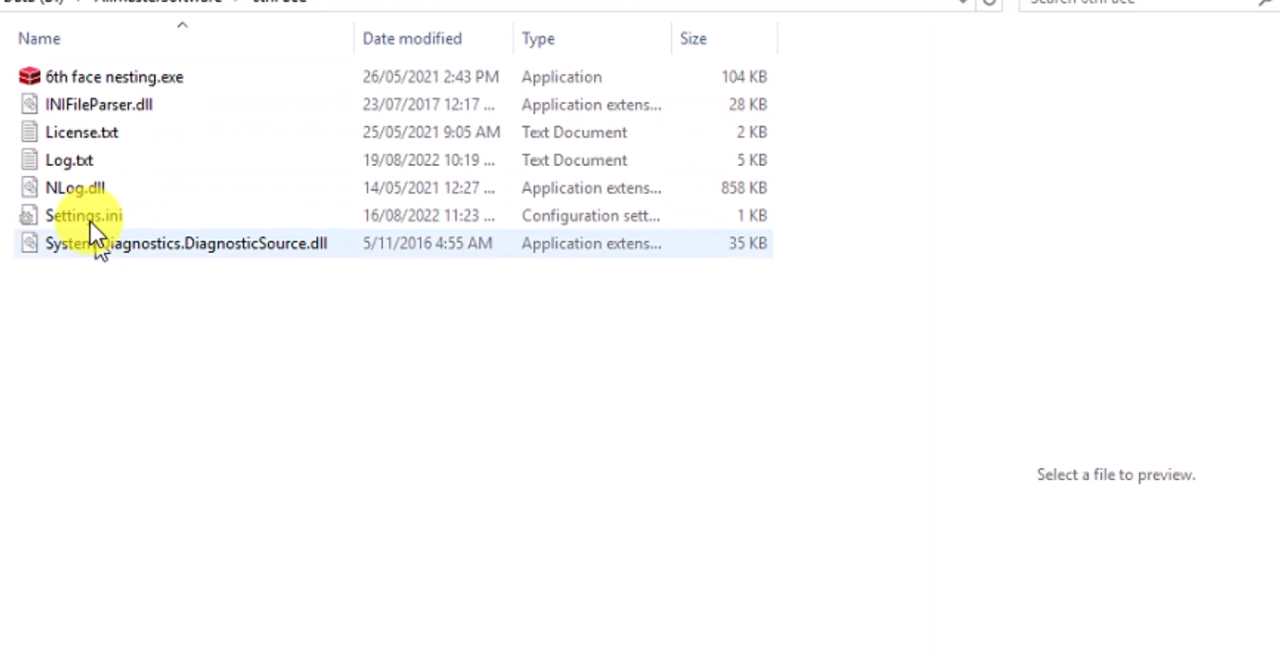 Name Date modified Type Size
6th face nesting.exe 26/05/2021 2:43 PM Application 104 KB
INIFileParser.dll 23/07/2017 12:17 ... Application extens... 28 KB
License.txt 25/05/2021 9:05 AM Text Document 2 KB
Log.txt 19/08/2022 10:19 ... Text Document 5 KB
NLog.dll 14/05/2021 12:27 ... Application extens... 858 KB
Settings.ini 16/08/2022 11:23 ... Configuration sett... 1 KB
System.Diagnostics.DiagnosticSource.dll 5/11/2016 4:55 AM Application extens... 35 KB
Select a file to preview.